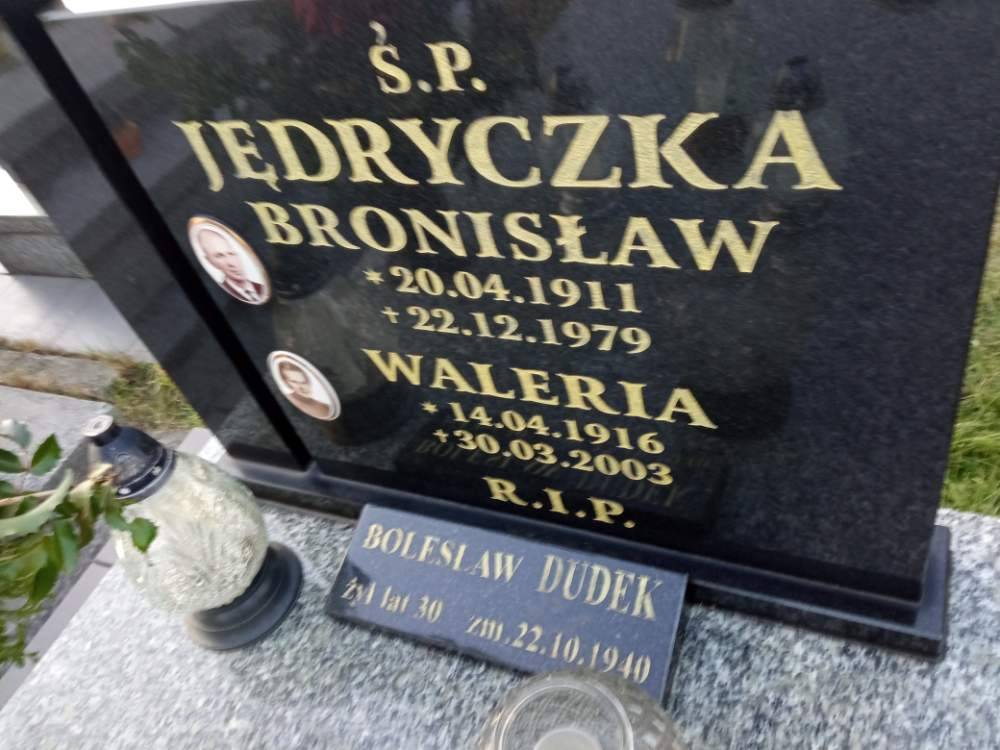 Ś.P.
JĘDRYCZKA
BRONISŁAW
* 20.04.1911
† 22.12.1979
WALERIA
* 14.04.1916
† 30.03.2003
R.I.P.
BOLESŁAW DUDEK
żył lat 30 zm. 22.10.1940